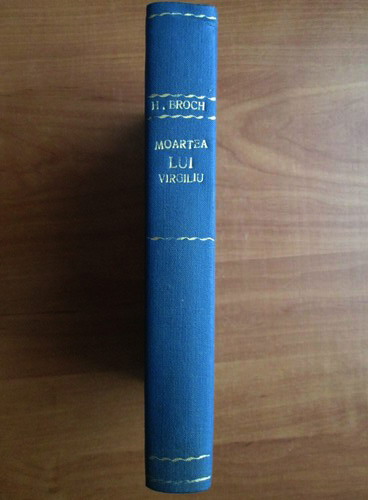 H. BROCH
MOARTEA
LUI
VIRGILIU